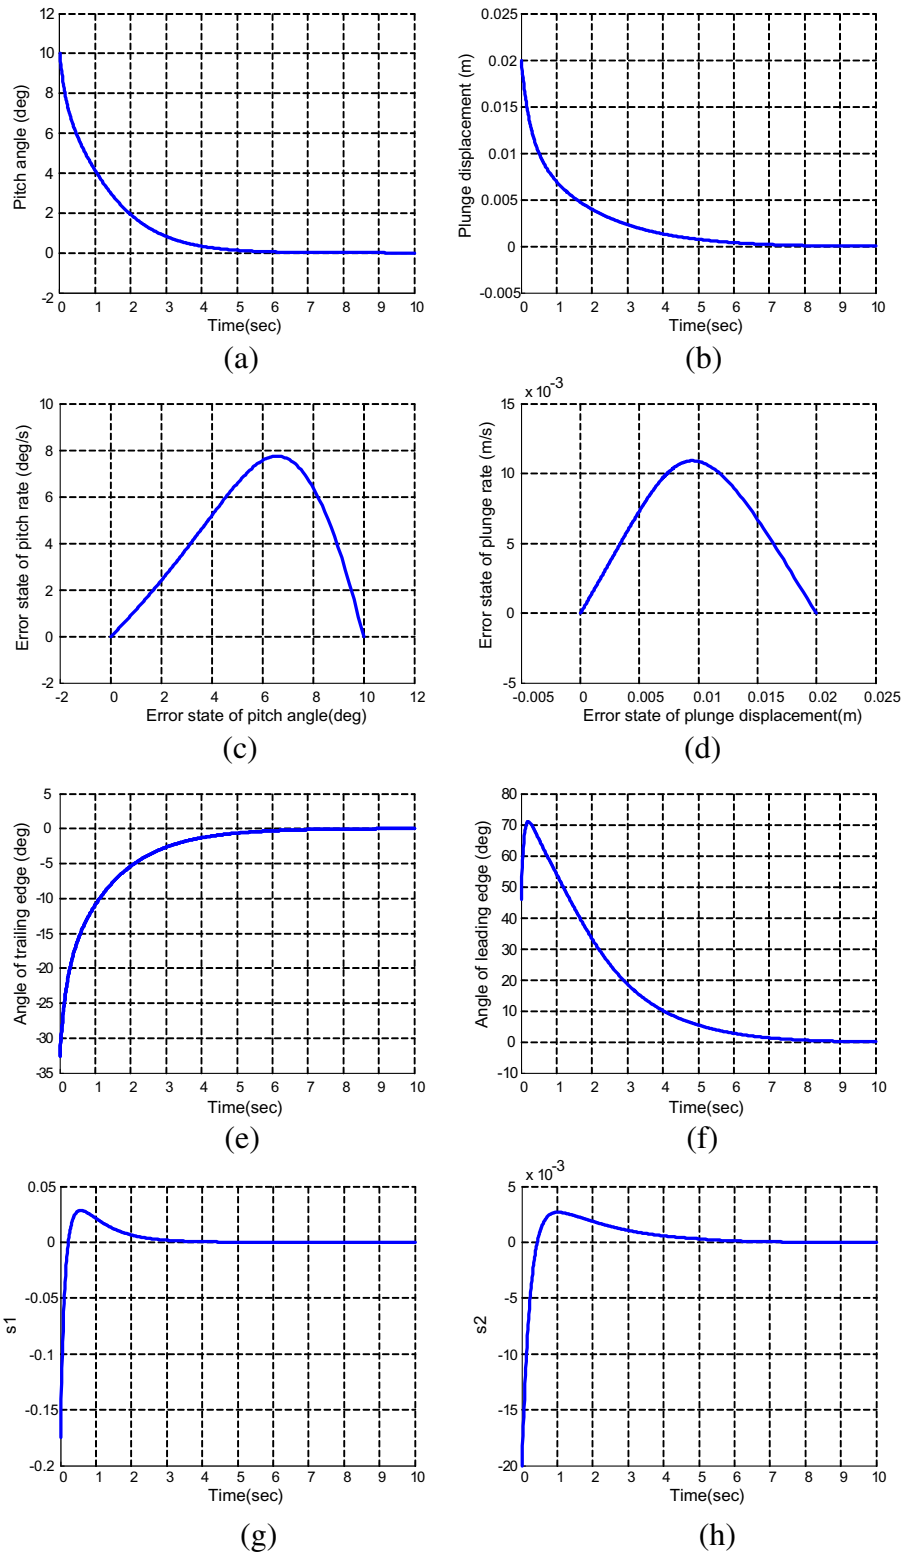 12
10
8
6
4
2
0
-2
Pitch angle (deg)
0 1 2 3 4 5 6 7 8 9 10
Time(sec)
(a)
0.025
0.02
0.015
0.01
0.005
0
-0.005
Plunge displacement (m)
0 1 2 3 4 5 6 7 8 9 10
Time(sec)
(b)
10
8
6
4
2
0
-2
Error state of pitch rate (deg/s)
-2 0 2 4 6 8 10 12
Error state of pitch angle(deg)
(c)
x 10-3
15
10
5
0
-5
Error state of plunge rate (m/s)
-0.005 0 0.005 0.01 0.015 0.02 0.025
Error state of plunge displacement(m)
(d)
5
0
-5
-10
-15
-20
-25
-30
-35
Angle of trailing edge (deg)
0 1 2 3 4 5 6 7 8 9 10
Time(sec)
(e)
80
70
60
50
40
30
20
10
0
-10
Angle of leading edge (deg)
0 1 2 3 4 5 6 7 8 9 10
Time(sec)
(f)
0.05
0
-0.05
-0.1
-0.15
-0.2
s1
0 1 2 3 4 5 6 7 8 9 10
Time(sec)
(g)
x 10-3
5
0
-5
-10
-15
-20
s2
0 1 2 3 4 5 6 7 8 9 10
Time(sec)
(h)